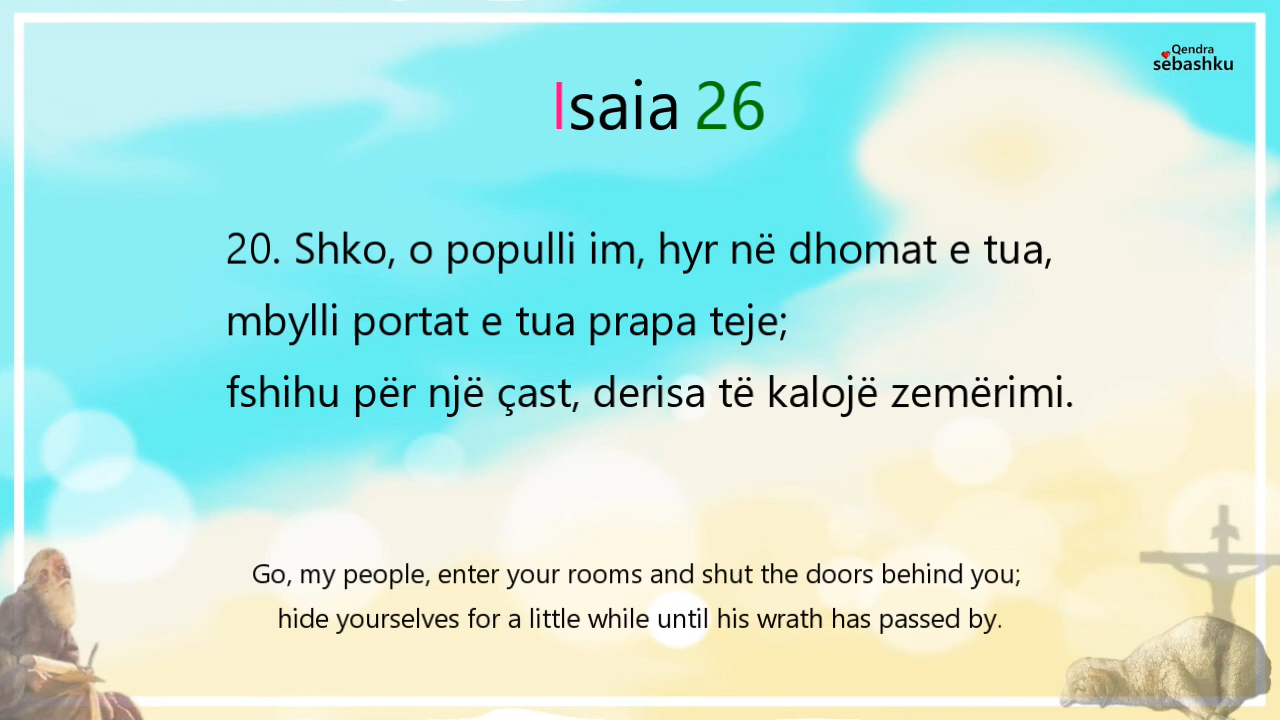 Qendra
sëbashku
Isaia 26
20. Shko, o populli im, hyr në dhomat e tua,
mbylli portat e tua prapa teje;
fshihu për një çast, derisa të kalojë zemërimi.
Go, my people, enter your rooms and shut the doors behind you;
hide yourselves for a little while until his wrath has passed by.